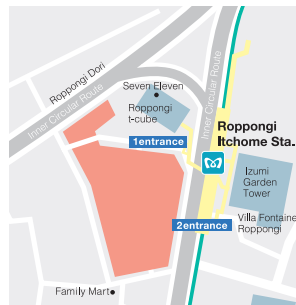 Roppongi Dori
Inner Circular Route
Seven Eleven
Roppongi
t-cube
Inner Circular Route
Roppongi
Itchome Sta.
1entrance
Izumi
Garden
Tower
2entrance
Villa Fontaine
Roppongi
Family Mart